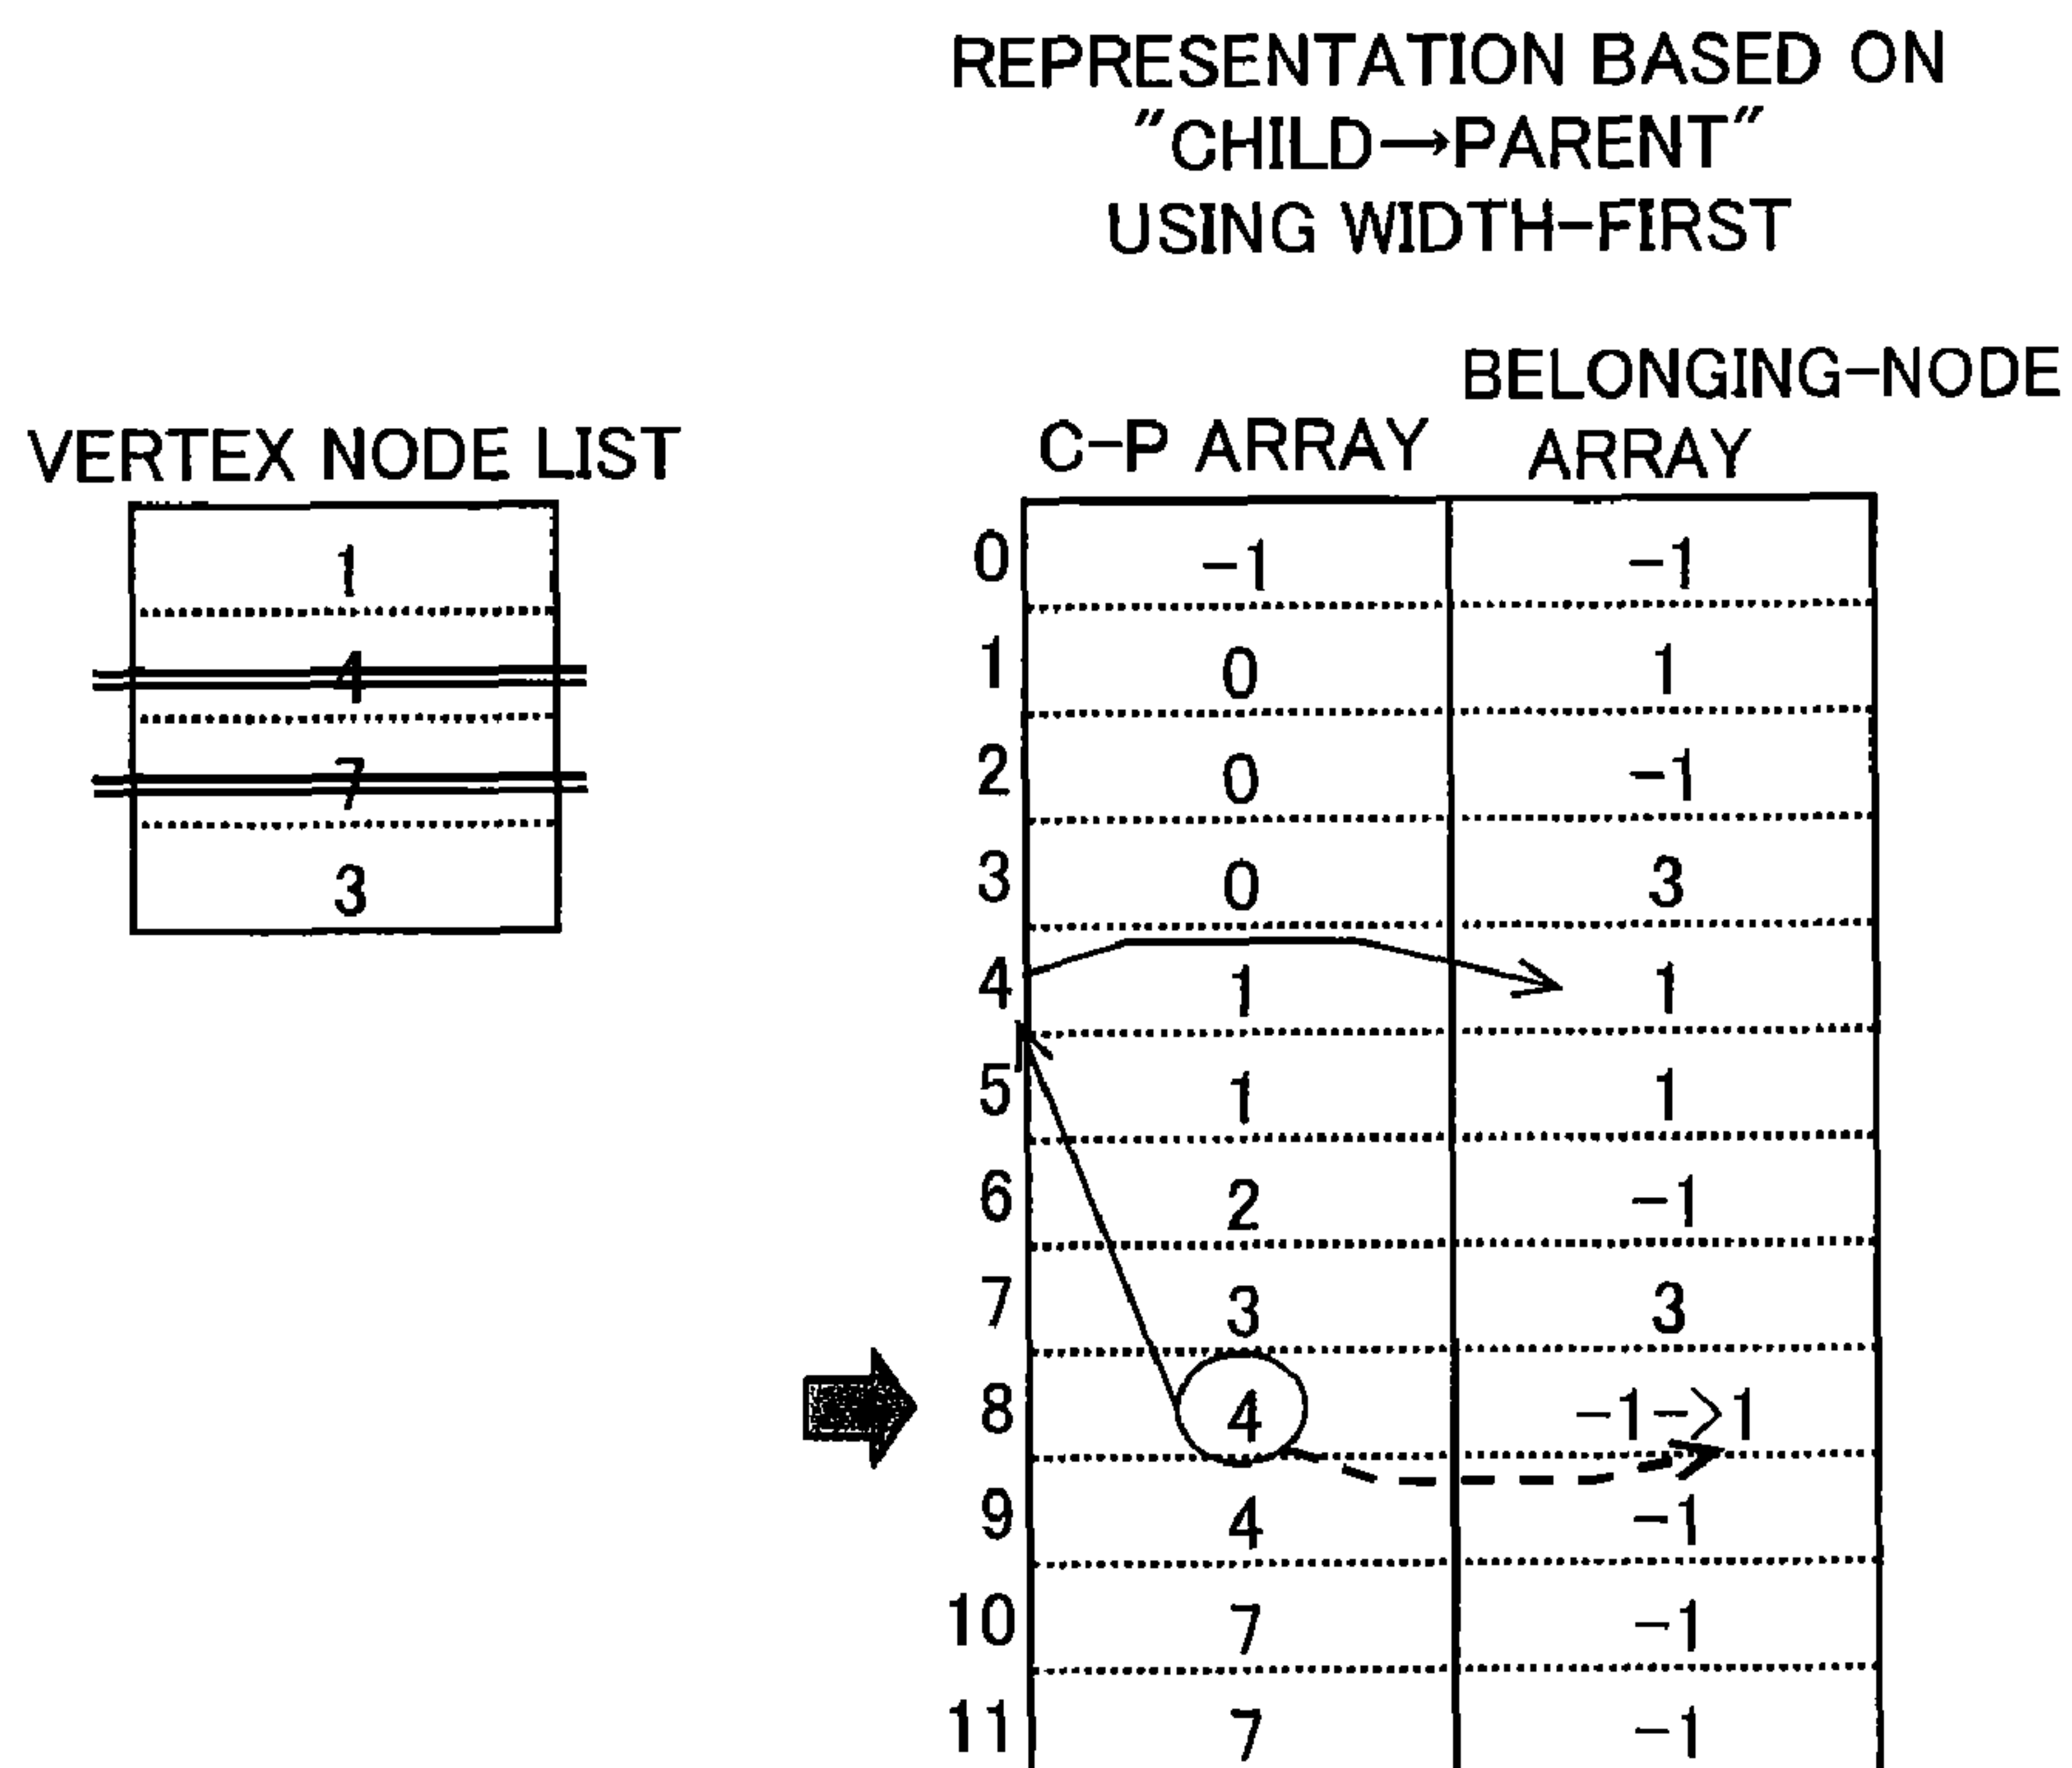 REPRESENTATION BASED ON
"CHILD→PARENT"
USING WIDTH-FIRST
VERTEX NODE LIST
1
4
7
3
BELONGING-NODE
C-P ARRAY ARRAY
0 -1 -1
1 0 1
2 0 -1
3 0 3
4 1 1
5 1 1
6 2 -1
7 3 3
8 4 -1->1
9 4 -1
10 7 -1
11 7 -1